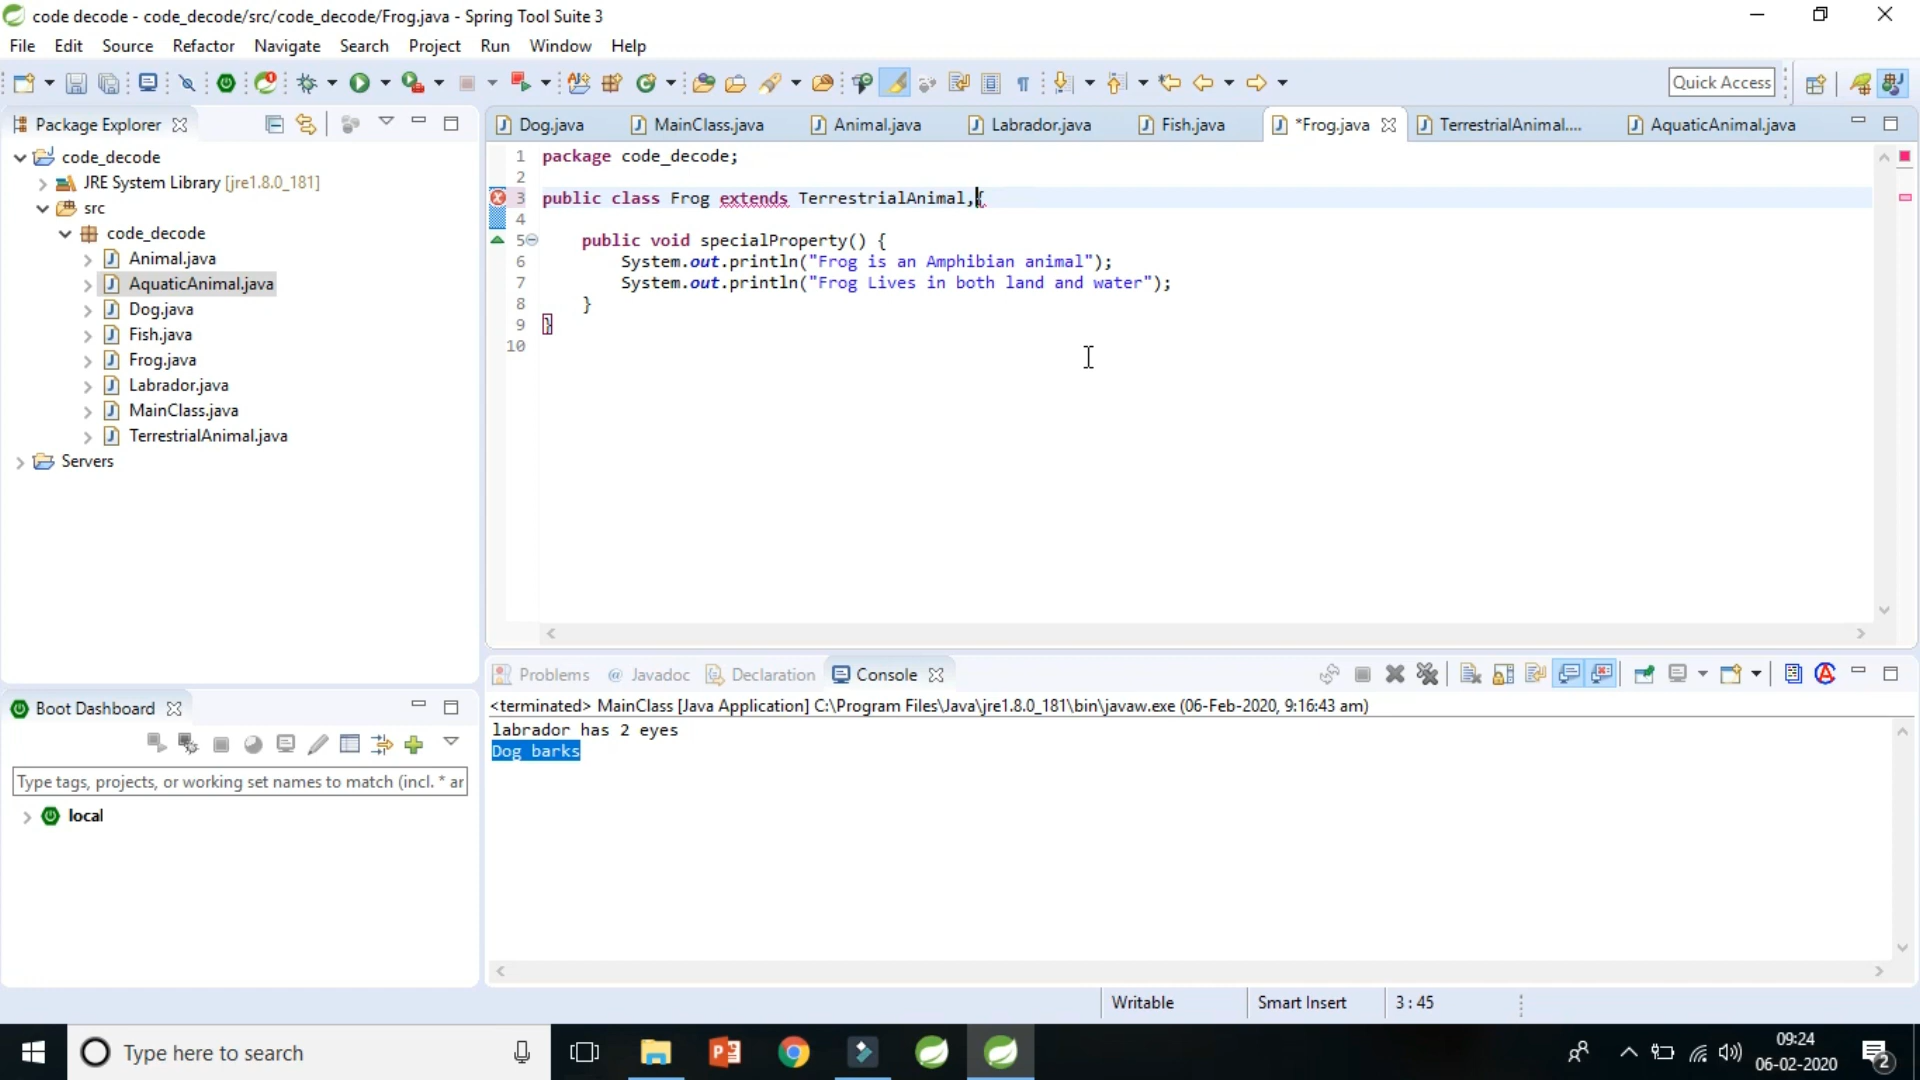 code decode - code_decode/src/code_decode/Frog.java - Spring Tool Suite 3
File Edit Source Refactor Navigate Search Project Run Window Help
Quick Access
Package Explorer
code_decode
JRE System Library [jre1.8.0_181]
src
code_decode
Animal.java
AquaticAnimal.java
Dog.java
Fish.java
Frog.java
Labrador.java
MainClass.java
TerrestrialAnimal.java
Servers
Dog.java MainClass.java Animal.java Labrador.java Fish.java *Frog.java TerrestrialAnimal.... AquaticAnimal.java
1 package code_decode;
2
3 public class Frog extends TerrestrialAnimal,{
4
5 public void specialProperty() {
6 System.out.println("Frog is an Amphibian animal");
7 System.out.println("Frog Lives in both land and water");
8 }
9 }
10
Boot Dashboard
Type tags, projects, or working set names to match (incl. * ar
local
Problems Javadoc Declaration Console
<terminated> MainClass [Java Application] C:\Program Files\Java\jre1.8.0_181\bin\javaw.exe (06-Feb-2020, 9:16:43 am)
labrador has 2 eyes
Dog barks
Writable Smart Insert 3 : 45
Type here to search
09:24
06-02-2020
2